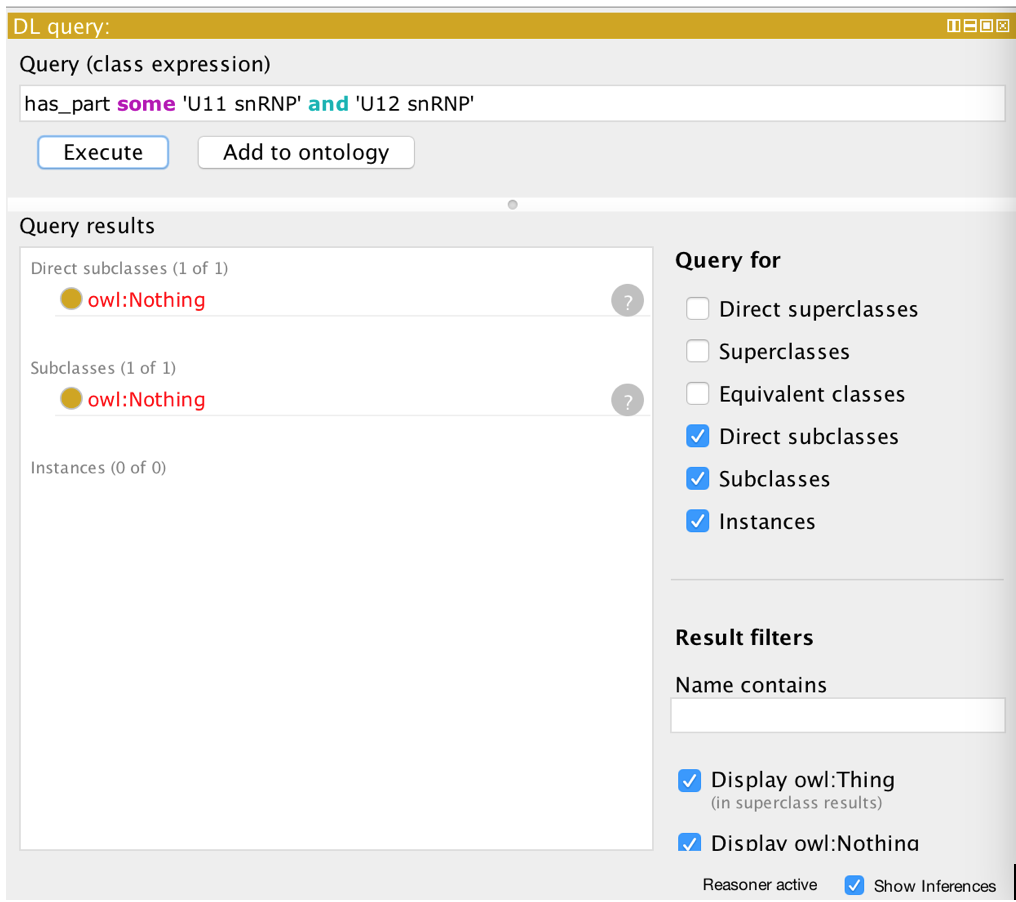 DL query:
Query (class expression)
has_part some 'U11 snRNP' and 'U12 snRNP'
Execute
Add to ontology
Query results
Direct subclasses (1 of 1)
owl:Nothing
?
Subclasses (1 of 1)
owl:Nothing
?
Instances (0 of 0)
Query for
Direct superclasses
Superclasses
Equivalent classes
Direct subclasses
Subclasses
Instances
Result filters
Name contains
Display owl:Thing
(in superclass results)
Display owl:Nothing
Reasoner active
Show Inferences